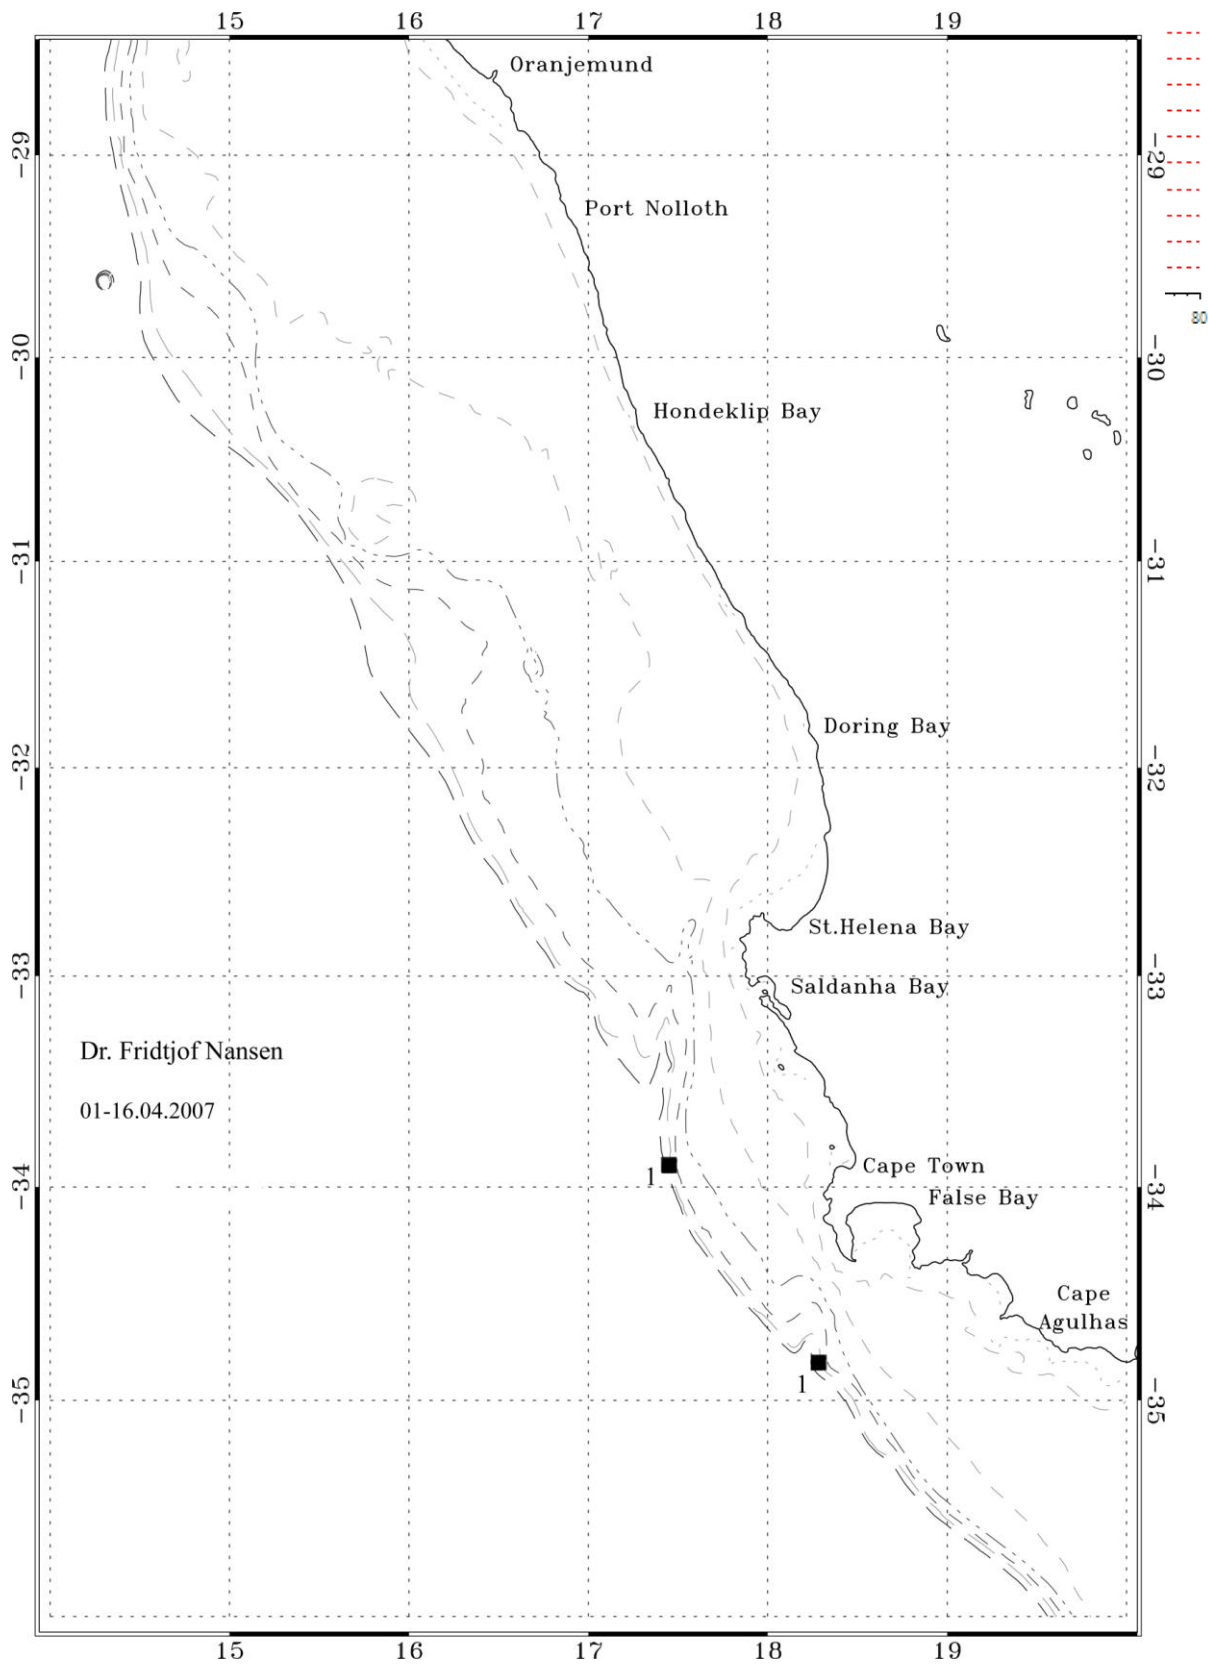 15 16 17 18 19
Oranjemund
-29 -29
Port Nolloth
80
-30 -30
Hondeklip Bay
-31 -31
Doring Bay
-32 -32
St.Helena Bay
-33 -33
Saldanha Bay
Dr. Fridtjof Nansen
01-16.04.2007
Cape Town
1
-34 -34
False Bay
Cape
Agulhas
1
-35 -35
15 16 17 18 19